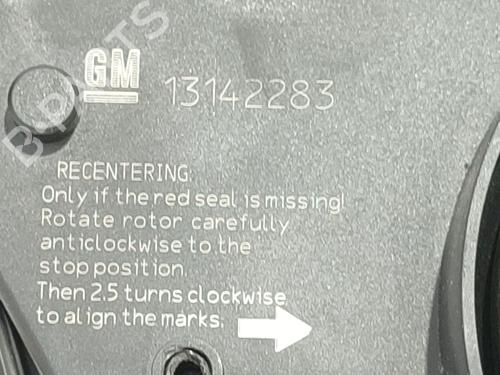 B-PARTS
GM 13142283
RECENTERING:
Only if the red seal is missing!
Rotate rotor carefully
anticlockwise to the
stop position.
Then 2.5 turns clockwise
to align the marks.